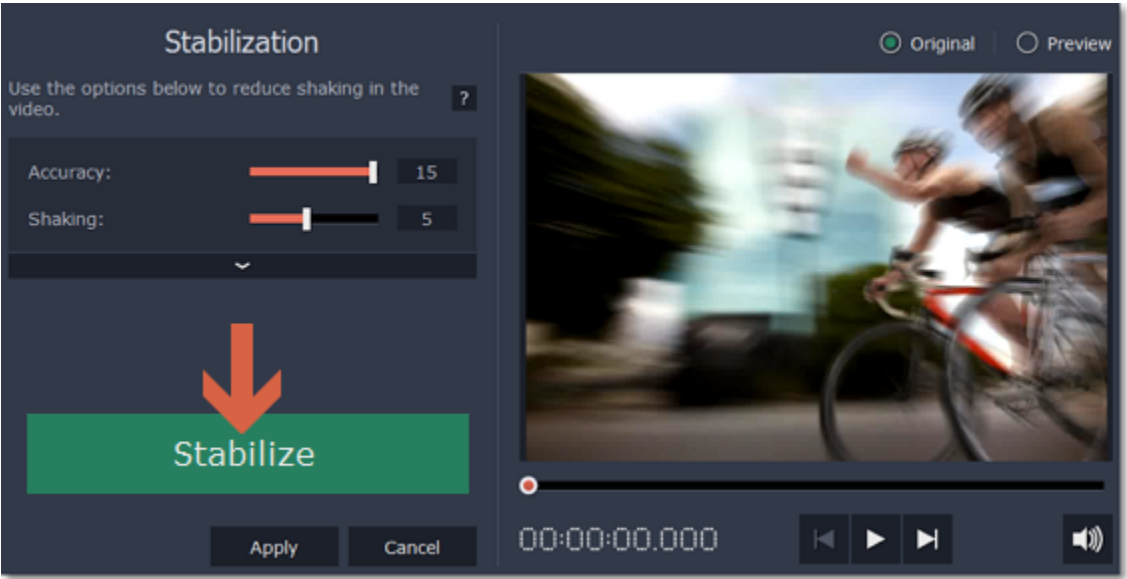 Stabilization
Original
Preview
Use the options below to reduce shaking in the
video.
?
Accuracy:
15
Shaking:
5
Stabilize
Apply
Cancel
00:00:00.000